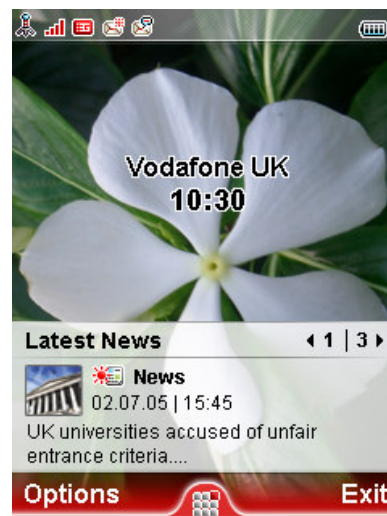 Vodafone UK
10:30
Latest News 1 | 3
News
02.07.05 | 15:45
UK universities accused of unfair
entrance criteria....
Options Exit